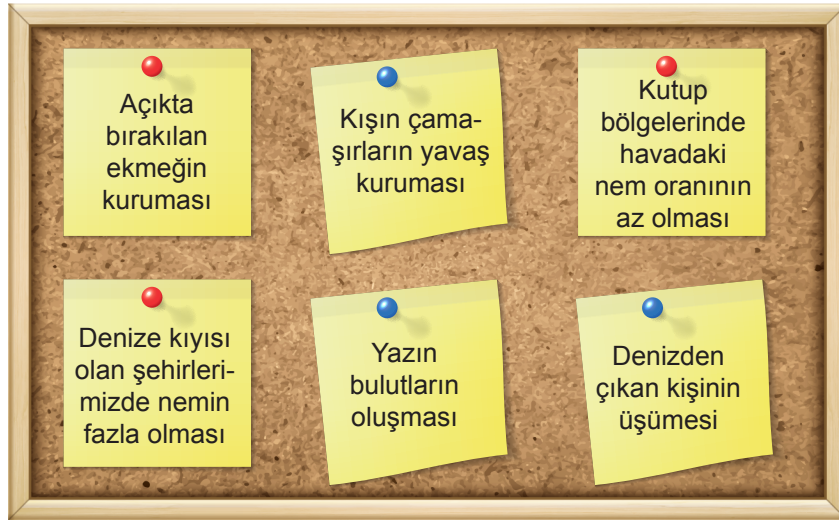 Açıkta
bırakılan
ekmeğin
kuruması
Kışın çama-
şırların yavaş
kuruması
Kutup
bölgelerinde
havadaki
nem oranının
az olması
Denize kıyısı
olan şehirleri-
mizde nemin
fazla olması
Yazın
bulutların
oluşması
Denizden
çıkan kişinin
üşümesi